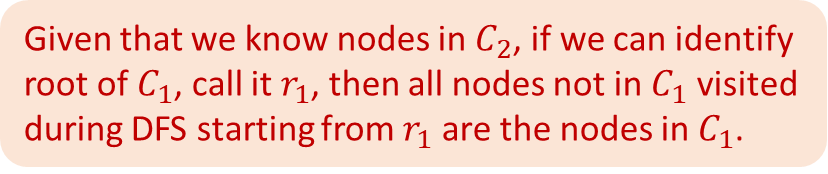 Given that we know nodes in C₂, if we can identify
root of C₁, call it r₁, then all nodes not in C₁ visited
during DFS starting from r₁ are the nodes in C₁.